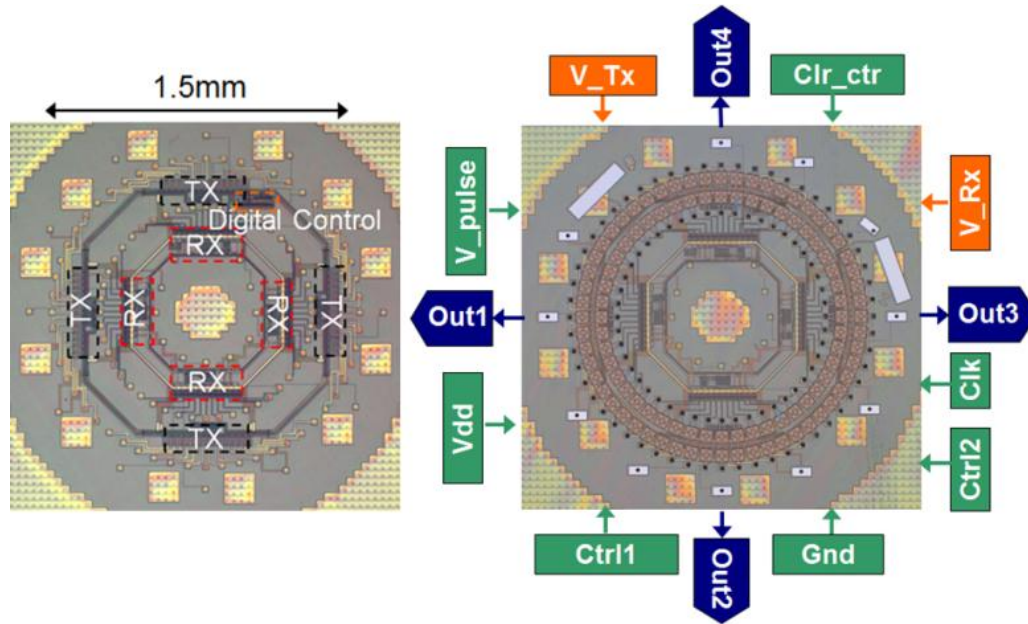 1.5mm
TX
Digital Control
RX
TX
RX
RX
TX
RX
TX
V_Tx
Out4
Clr_ctr
V_pulse
V_Rx
Out1
Out3
Vdd
Clk
Ctrl2
Ctrl1
Out2
Gnd